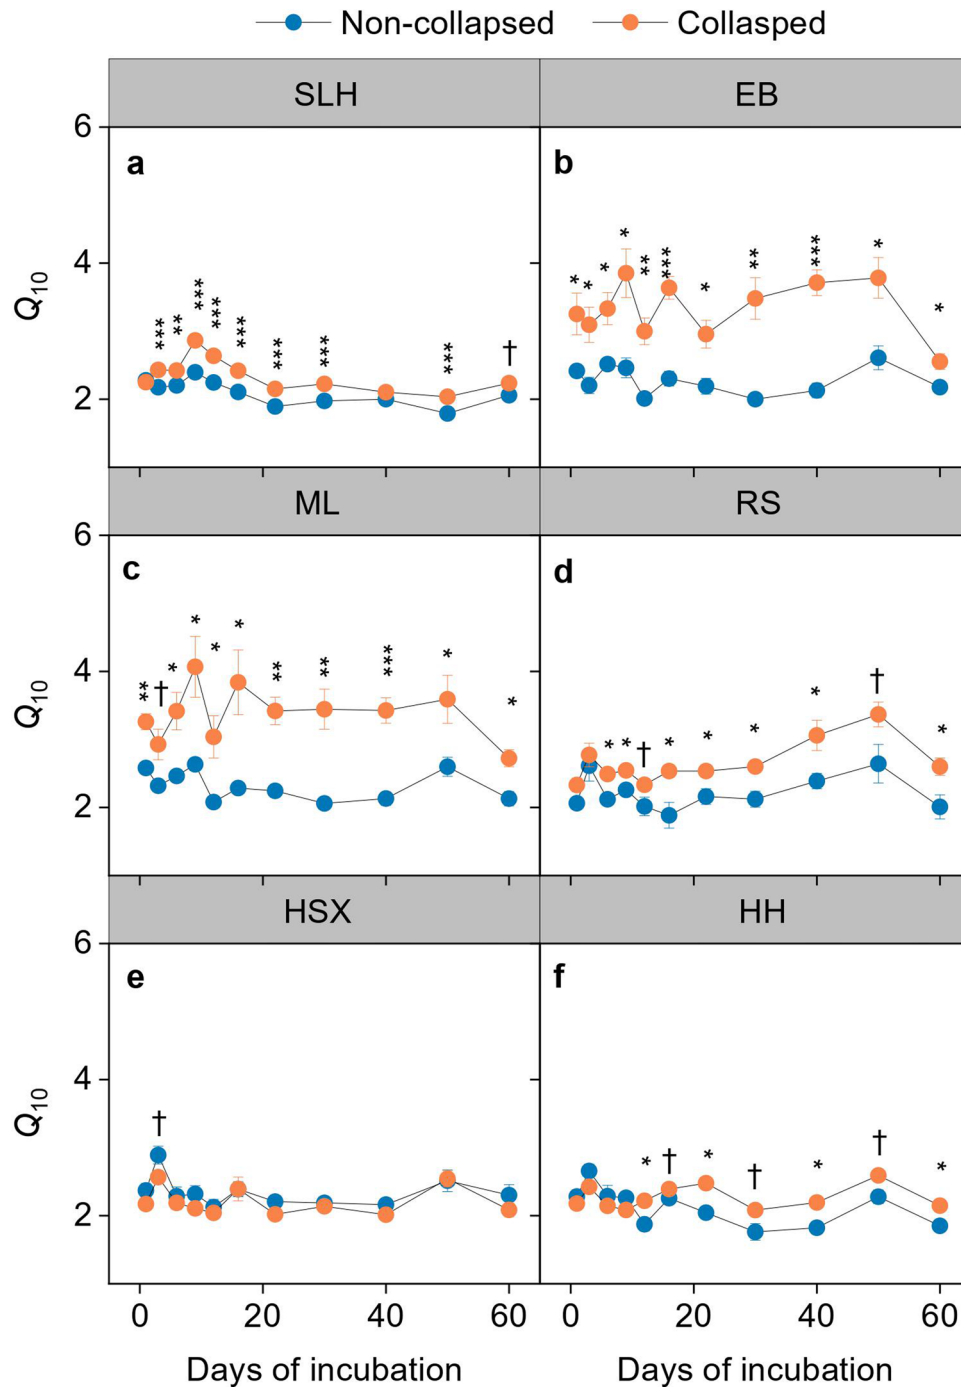 Non-collapsed Collasped
SLH EB
6
a b
* * * * ** *** * ** *** * *
4
*** ** *** *** *** *** *** *** †
Q10
2
ML RS
6
c d
** † * * * * ** ** *** * *
4
* * † * * * * † *
Q10
2
HSX HH
6
e f
4
† * † * † * † *
Q10
2
0 20 40 60 0 20 40 60
Days of incubation Days of incubation